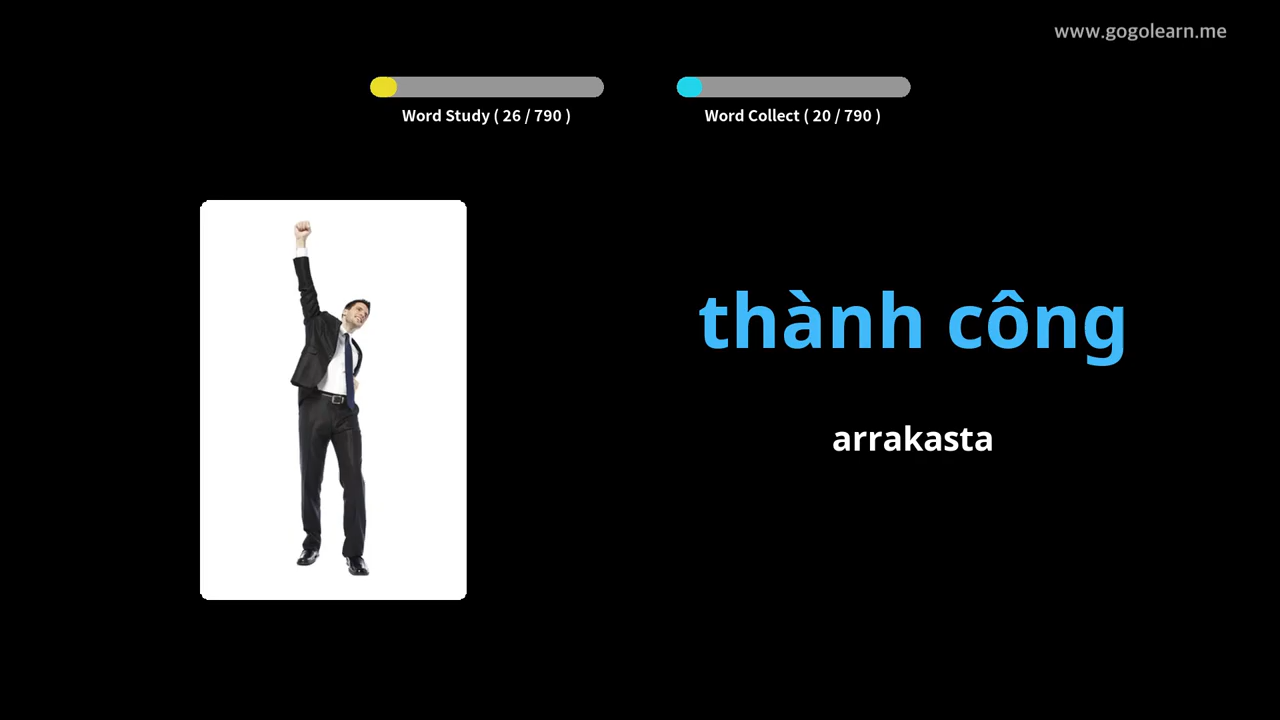 www.gogolearn.me
Word Study ( 26 / 790 )
Word Collect ( 20 / 790 )
thành công
arrakasta